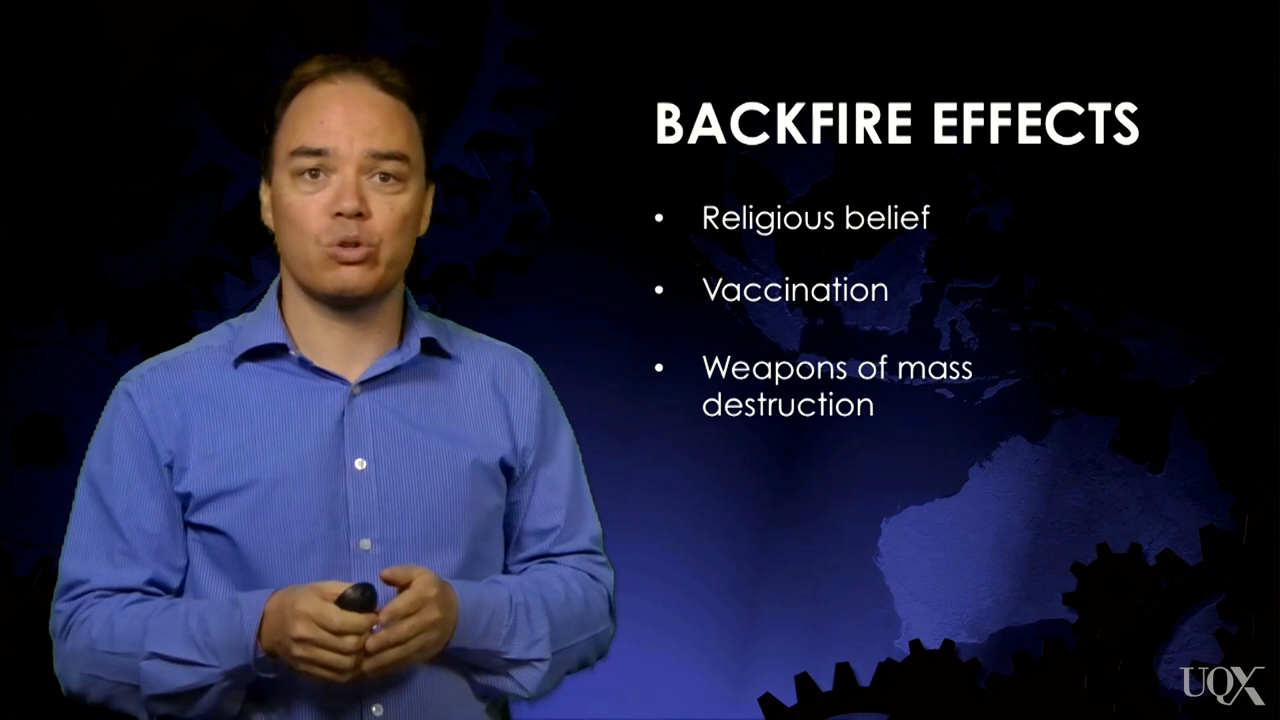 BACKFIRE EFFECTS
• Religious belief
• Vaccination
• Weapons of mass
destruction
UQX